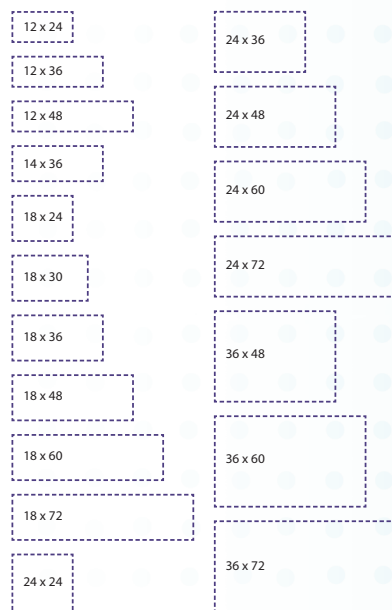 12 x 24
12 x 36
12 x 48
14 x 36
18 x 24
18 x 30
18 x 36
18 x 48
18 x 60
18 x 72
24 x 24
24 x 36
24 x 48
24 x 60
24 x 72
36 x 48
36 x 60
36 x 72